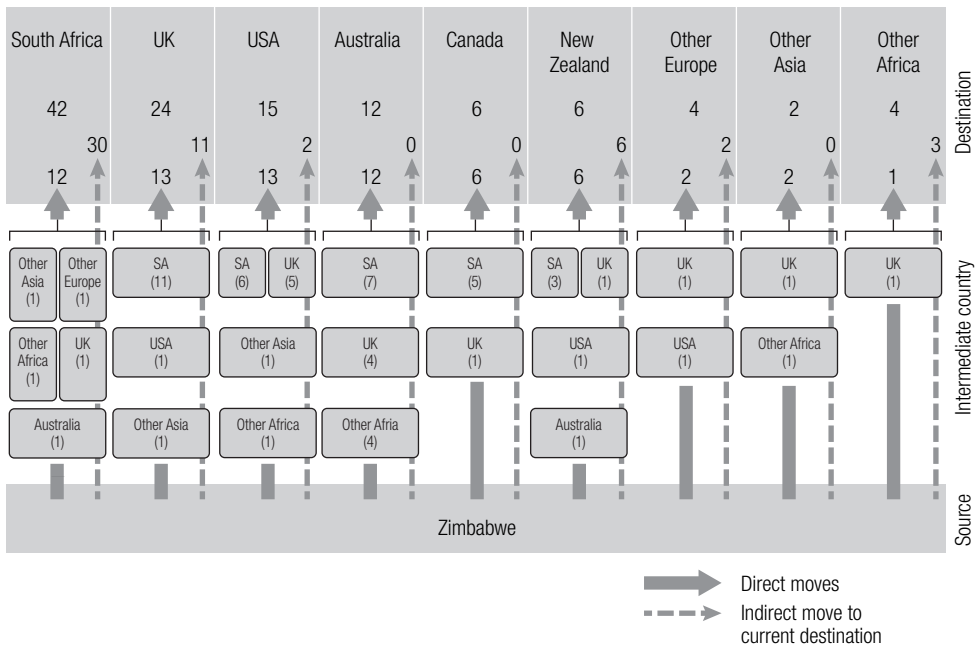 South Africa
UK
USA
Australia
Canada
New
Zealand
Other
Europe
Other
Asia
Other
Africa
Destination
42
24
15
12
6
6
4
2
4
30
11
2
0
0
6
2
0
3
12
13
13
12
6
6
2
2
1
Intermediate country
Other
Asia
(1)
Other
Europe
(1)
SA
(11)
SA
(6)
UK
(5)
SA
(7)
SA
(5)
SA
(3)
UK
(1)
UK
(1)
UK
(1)
UK
(1)
Other
Africa
(1)
UK
(1)
USA
(1)
Other Asia
(1)
UK
(4)
UK
(1)
USA
(1)
USA
(1)
Other Africa
(1)
Australia
(1)
Other Asia
(1)
Other Africa
(1)
Other Afria
(4)
Australia
(1)
Zimbabwe
Source
Direct moves
Indirect move to
current destination